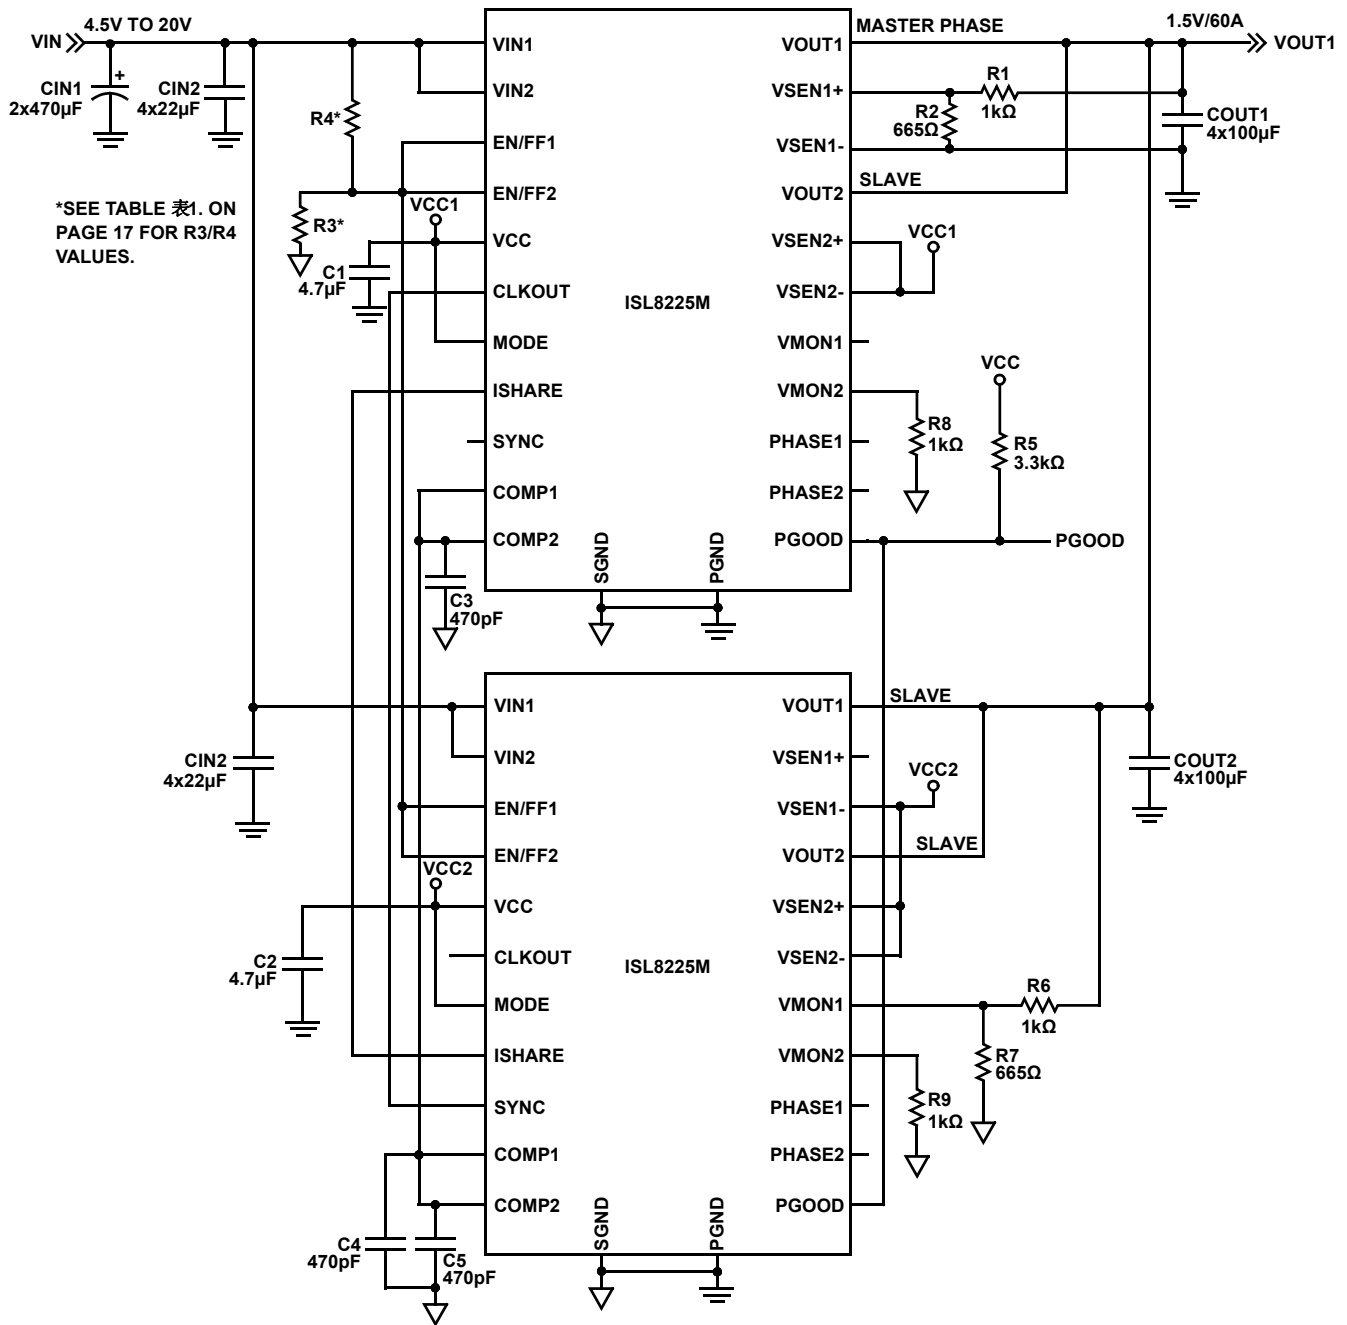 4.5V TO 20V
VIN
CIN1
+
2x470µF
CIN2
4x22µF
R4*
R3*
*SEE TABLE 表1. ON
PAGE 17 FOR R3/R4
VALUES.
VCC1
C1
4.7µF
VIN1
VIN2
EN/FF1
EN/FF2
VCC
CLKOUT
MODE
ISHARE
SYNC
COMP1
COMP2
ISL8225M
SGND
PGND
VOUT1
VSEN1+
VSEN1-
VOUT2
VSEN2+
VSEN2-
VMON1
VMON2
PHASE1
PHASE2
PGOOD
MASTER PHASE
1.5V/60A
VOUT1
R1
1kΩ
R2
665Ω
COUT1
4x100µF
SLAVE
VCC1
VCC
R8
1kΩ
R5
3.3kΩ
PGOOD
C3
470pF
CIN2
4x22µF
VCC2
C2
4.7µF
C4
470pF
C5
470pF
VIN1
VIN2
EN/FF1
EN/FF2
VCC
CLKOUT
MODE
ISHARE
SYNC
COMP1
COMP2
ISL8225M
SGND
PGND
VOUT1
VSEN1+
VSEN1-
VOUT2
VSEN2+
VSEN2-
VMON1
VMON2
PHASE1
PHASE2
PGOOD
SLAVE
VCC2
SLAVE
COUT2
4x100µF
R6
1kΩ
R7
665Ω
R9
1kΩ